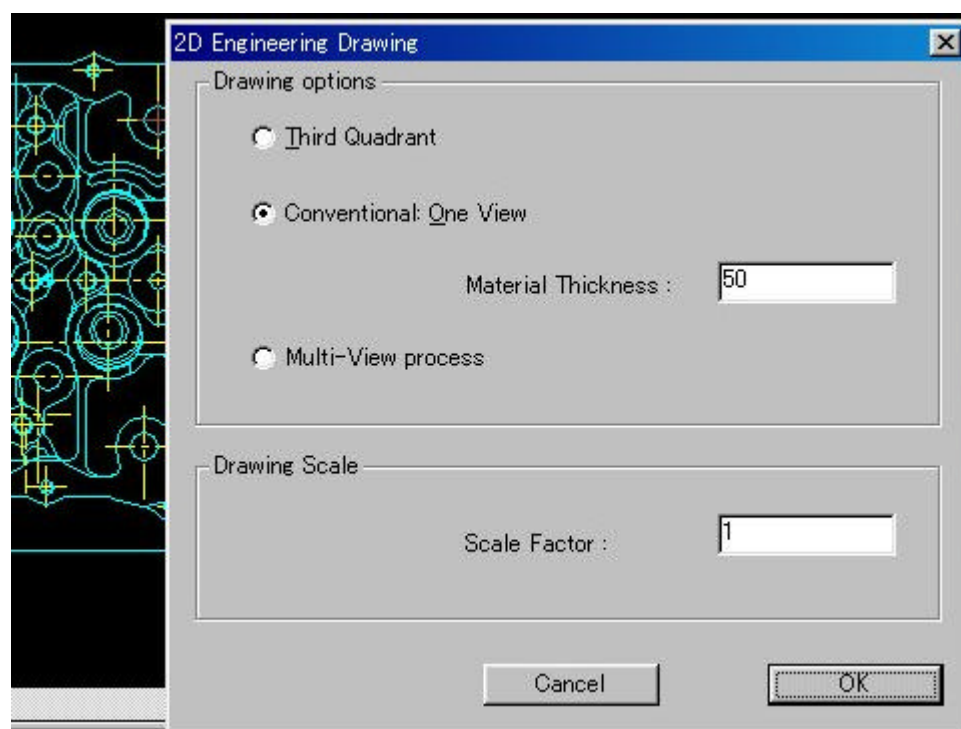 2D Engineering Drawing
Drawing options
Third Quadrant
Conventional: One View
Material Thickness : 50
Multi-View process
Drawing Scale
Scale Factor : 1
Cancel OK